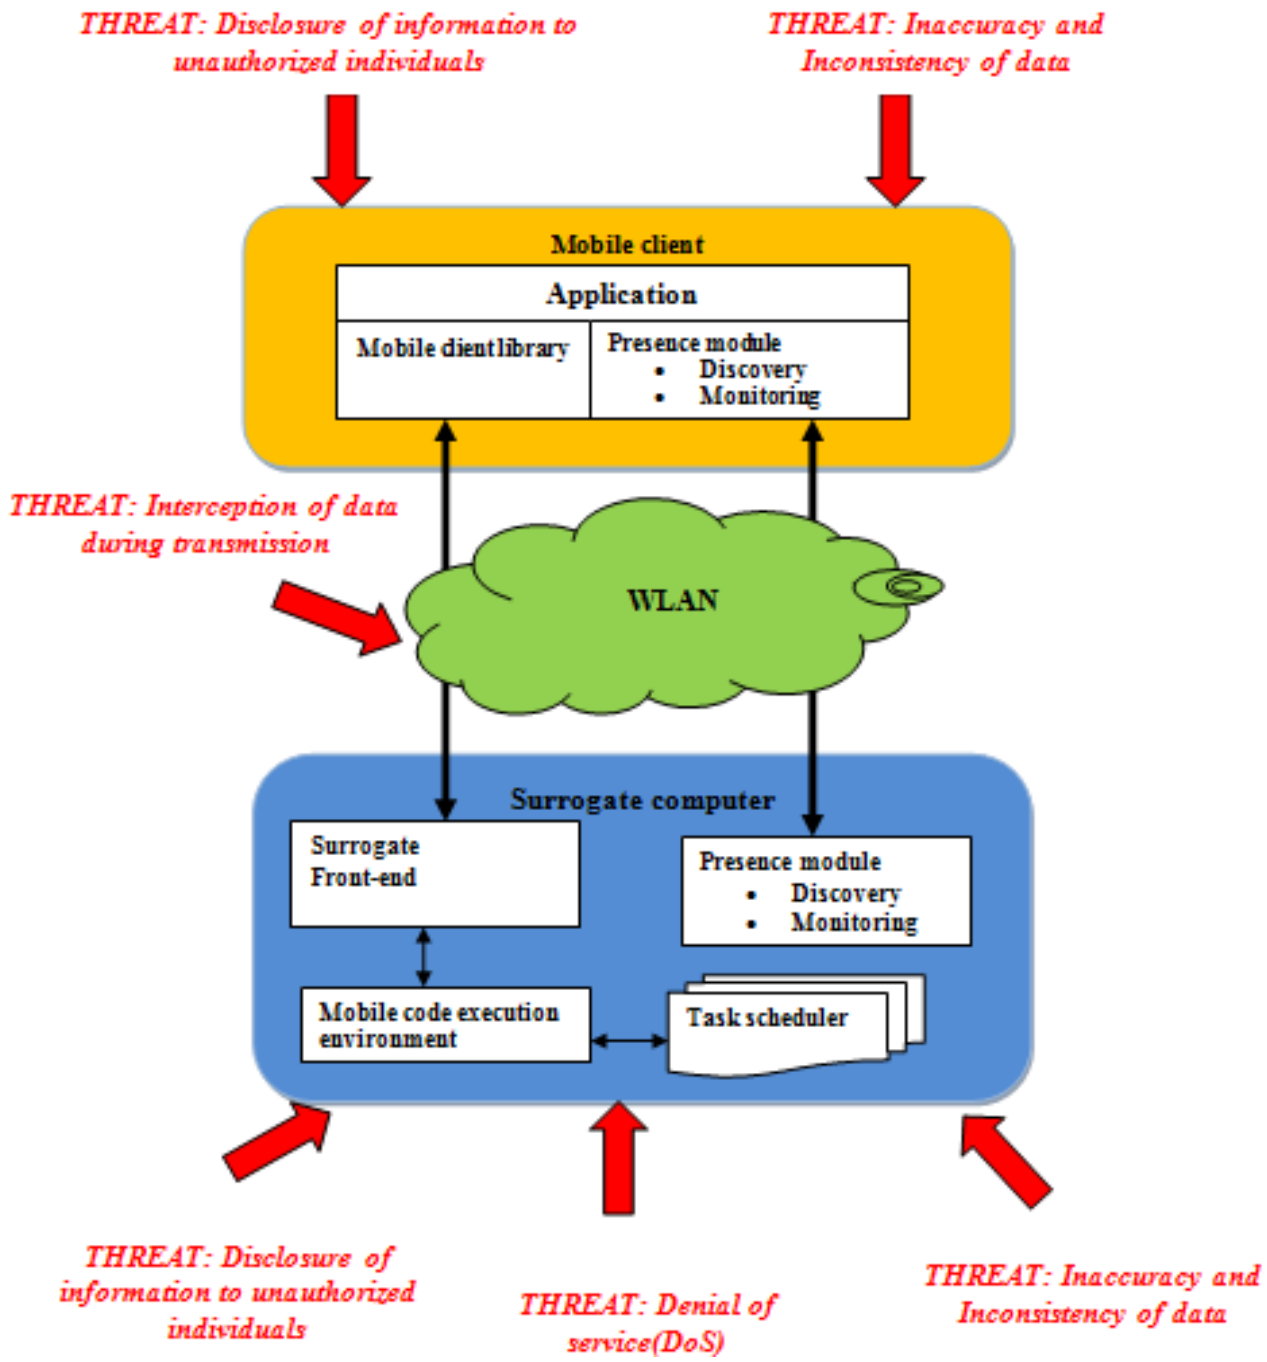 THREAT: Disclosure of information to
unauthorized individuals
THREAT: Inaccuracy and
Inconsistency of data
Mobile client
Application
Mobile client library
Presence module
• Discovery
• Monitoring
THREAT: Interception of data
during transmission
WLAN
Surrogate computer
Surrogate
Front-end
Presence module
• Discovery
• Monitoring
Mobile code execution
environment
Task scheduler
THREAT: Disclosure of
information to unauthorized
individuals
THREAT: Denial of
service(DoS)
THREAT: Inaccuracy and
Inconsistency of data